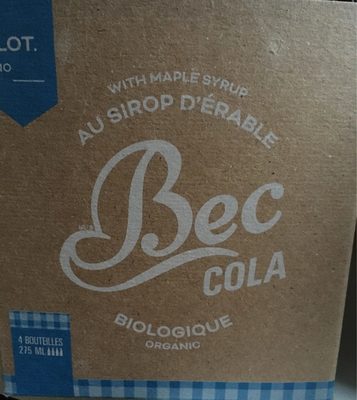 LOT.
WITH MAPLE SYRUP
AU SIROP D'ÉRABLE
Bec
COLA
BIOLOGIQUE
ORGANIC
4 BOUTEILLES
275 ML